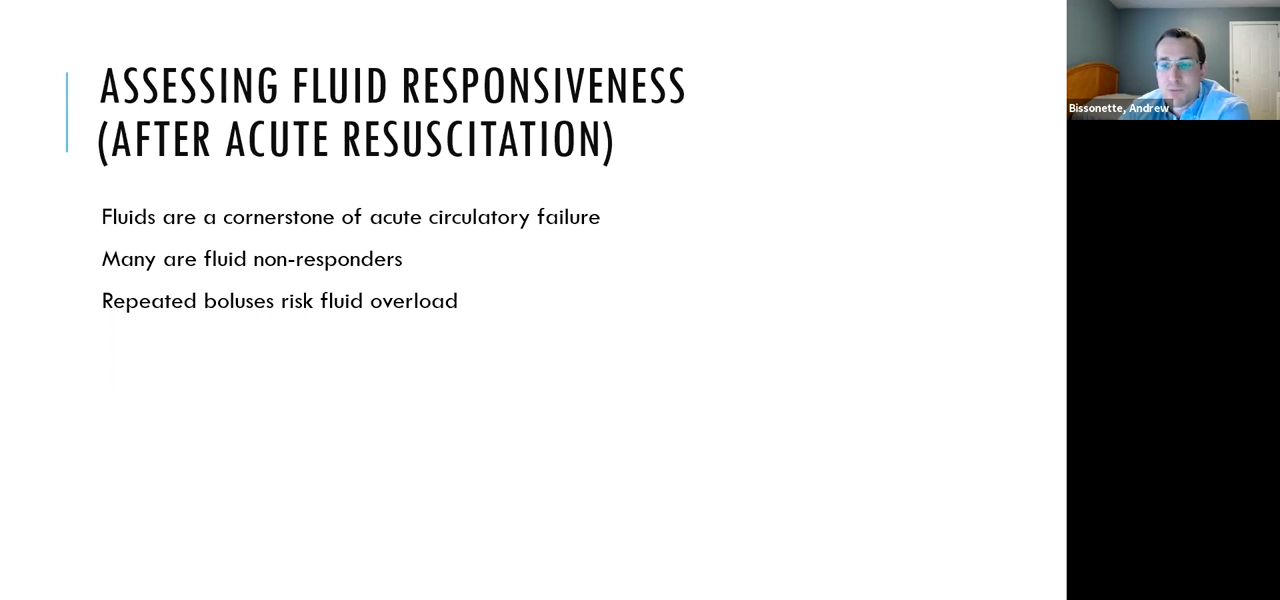 ASSESSING FLUID RESPONSIVENESS
(AFTER ACUTE RESUSCITATION)
Fluids are a cornerstone of acute circulatory failure
Many are fluid non-responders
Repeated boluses risk fluid overload
Bissonette, Andrew